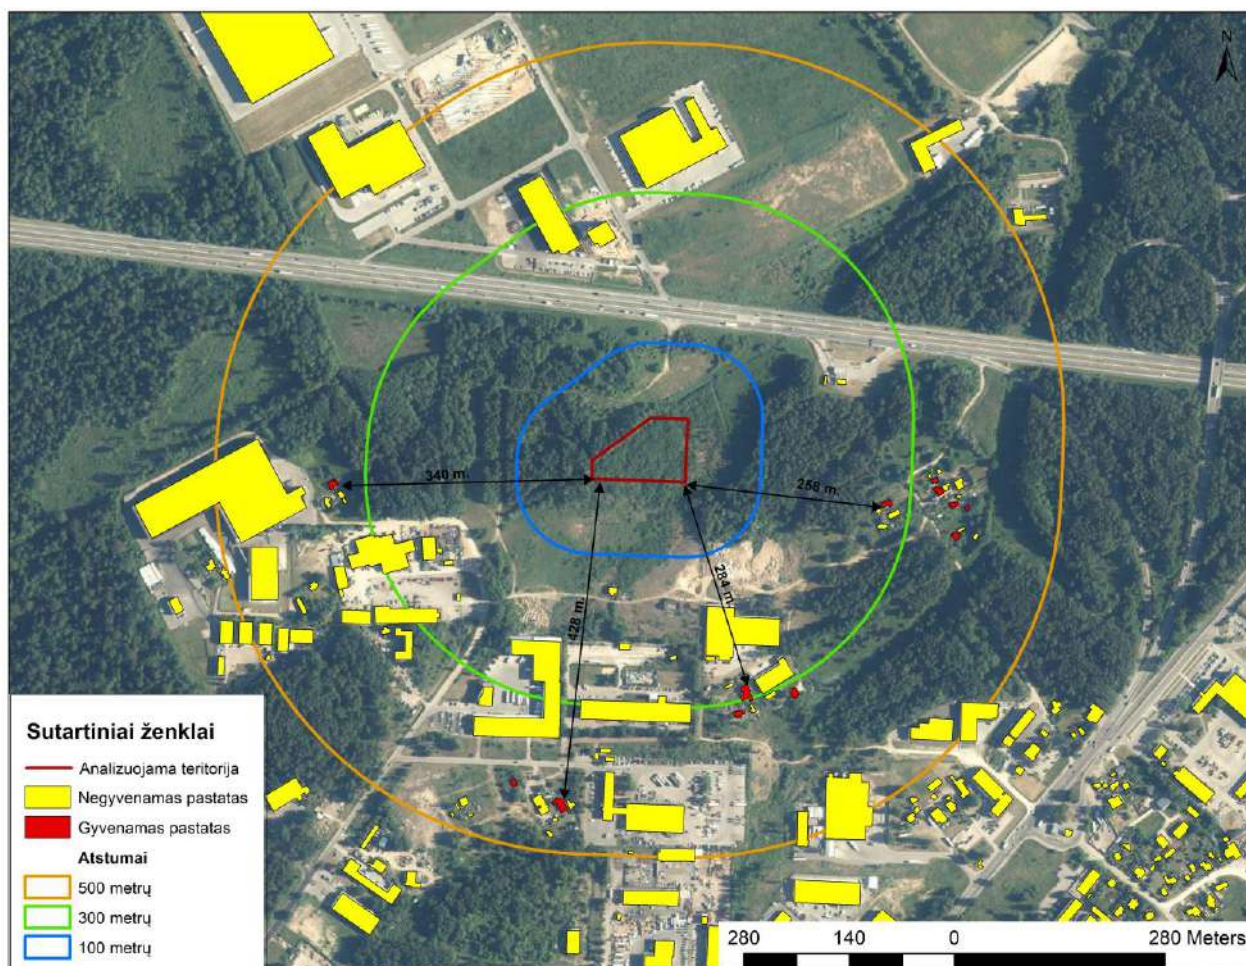 N
340 m.
258 m.
284 m.
428 m.
Sutartiniai ženklai
Analizuojama teritorija
Negyvenamas pastatas
Gyvenamas pastatas
Atstumai
500 metrų
300 metrų
100 metrų
280 140 0 280 Meters